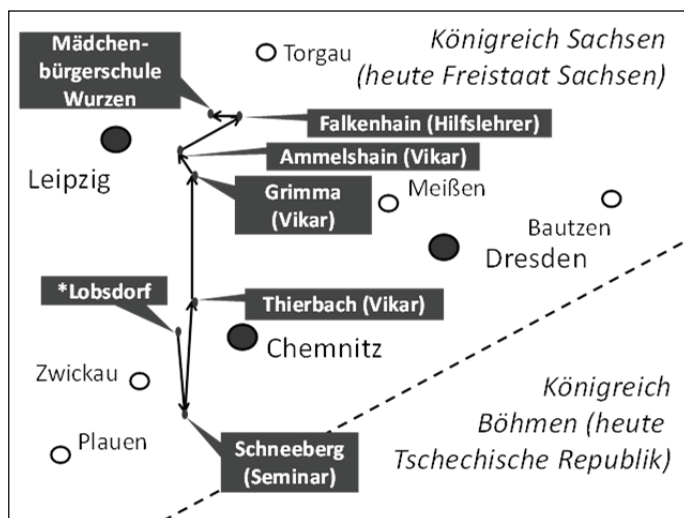 Mädchen-
bürgerschule
Wurzen
Torgau
Königreich Sachsen
(heute Freistaat Sachsen)
Falkenhain (Hilfslehrer)
Leipzig
Ammelshain (Vikar)
Grimma
(Vikar)
Meißen
Bautzen
Dresden
*Lobsdorf
Thierbach (Vikar)
Chemnitz
Zwickau
Königreich
Böhmen (heute
Tschechische Republik)
Plauen
Schneeberg
(Seminar)